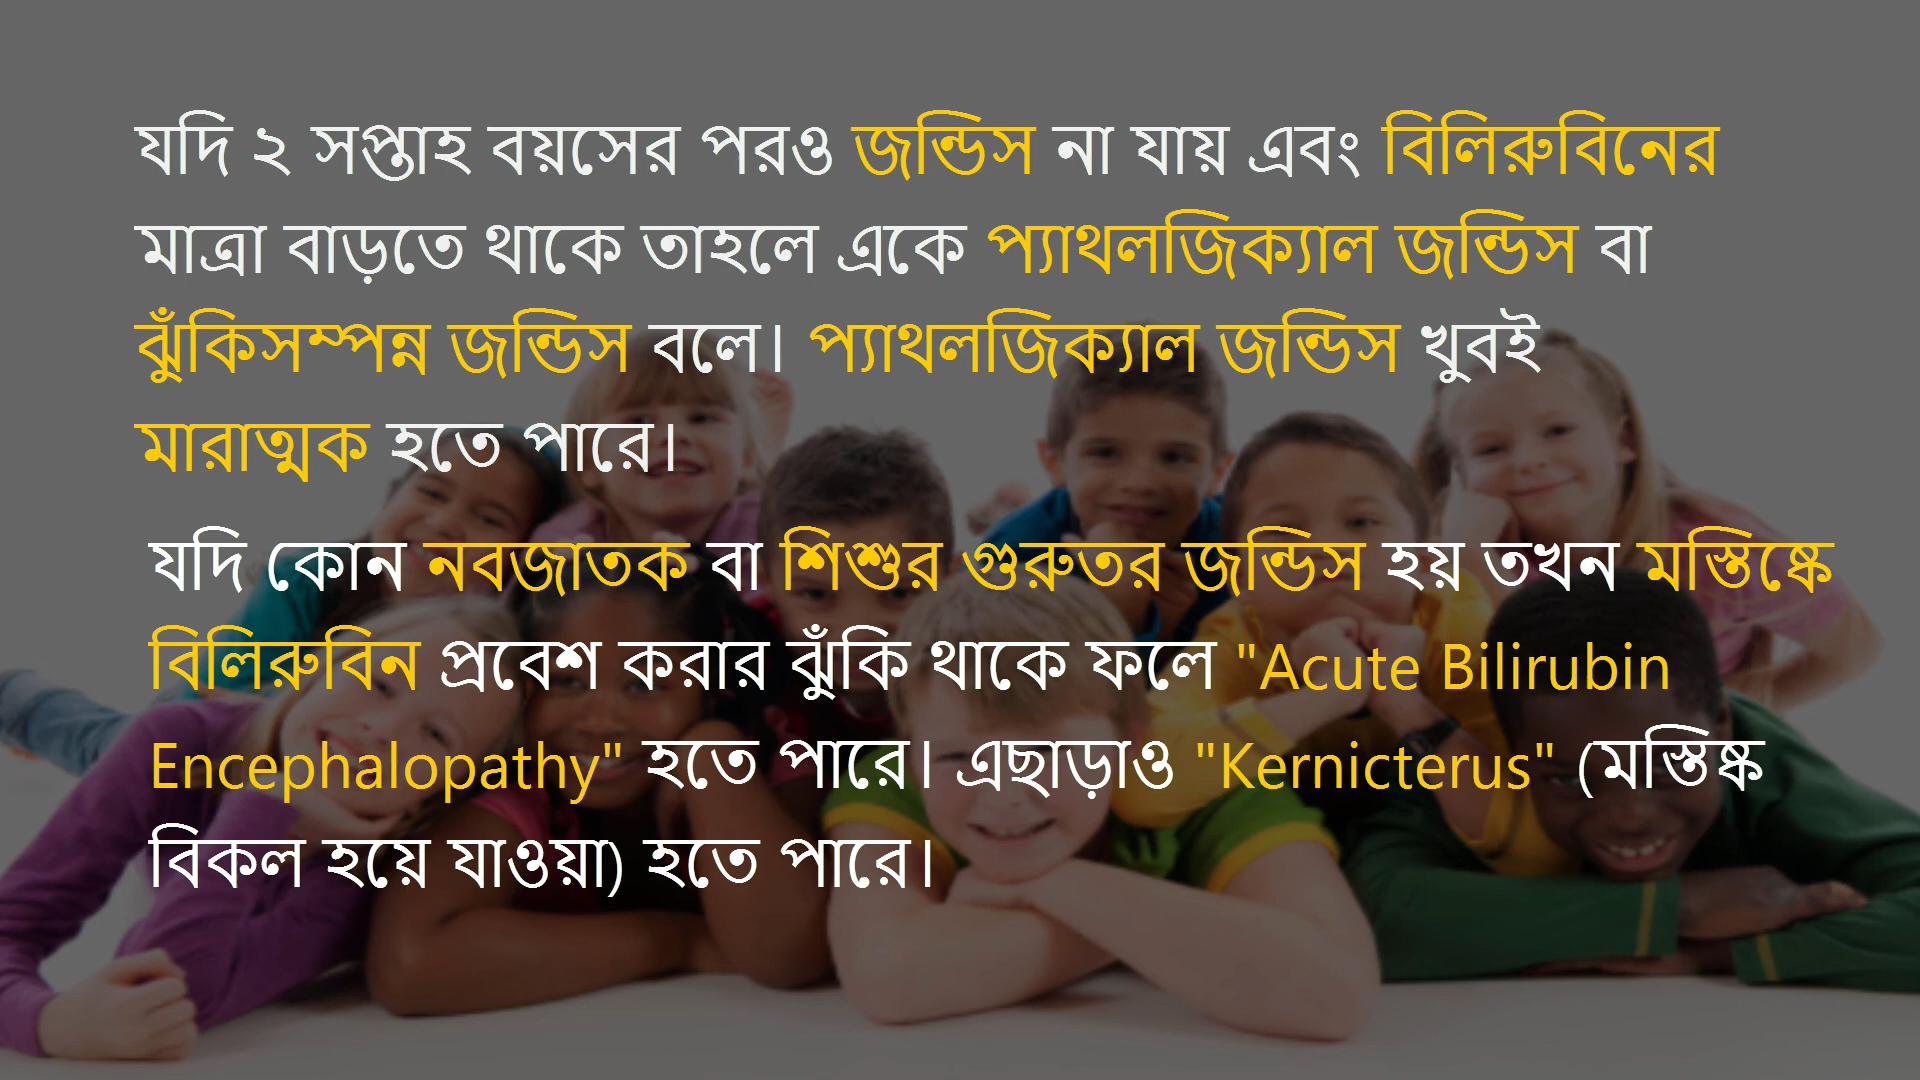 যদি ২ সপ্তাহ বয়সের পরও জন্ডিস না যায় এবং বিলিরুবিনের
মাত্রা বাড়তে থাকে তাহলে একে প্যাথলজিক্যাল জন্ডিস বা
ঝুঁকিসম্পন্ন জন্ডিস বলে। প্যাথলজিক্যাল জন্ডিস খুবই
মারাত্মক হতে পারে।
যদি কোন নবজাতক বা শিশুর গুরুতর জন্ডিস হয় তখন মস্তিষ্কে
বিলিরুবিন প্রবেশ করার ঝুঁকি থাকে ফলে "Acute Bilirubin
Encephalopathy" হতে পারে। এছাড়াও "Kernicterus" (মস্তিষ্ক
বিকল হয়ে যাওয়া) হতে পারে।